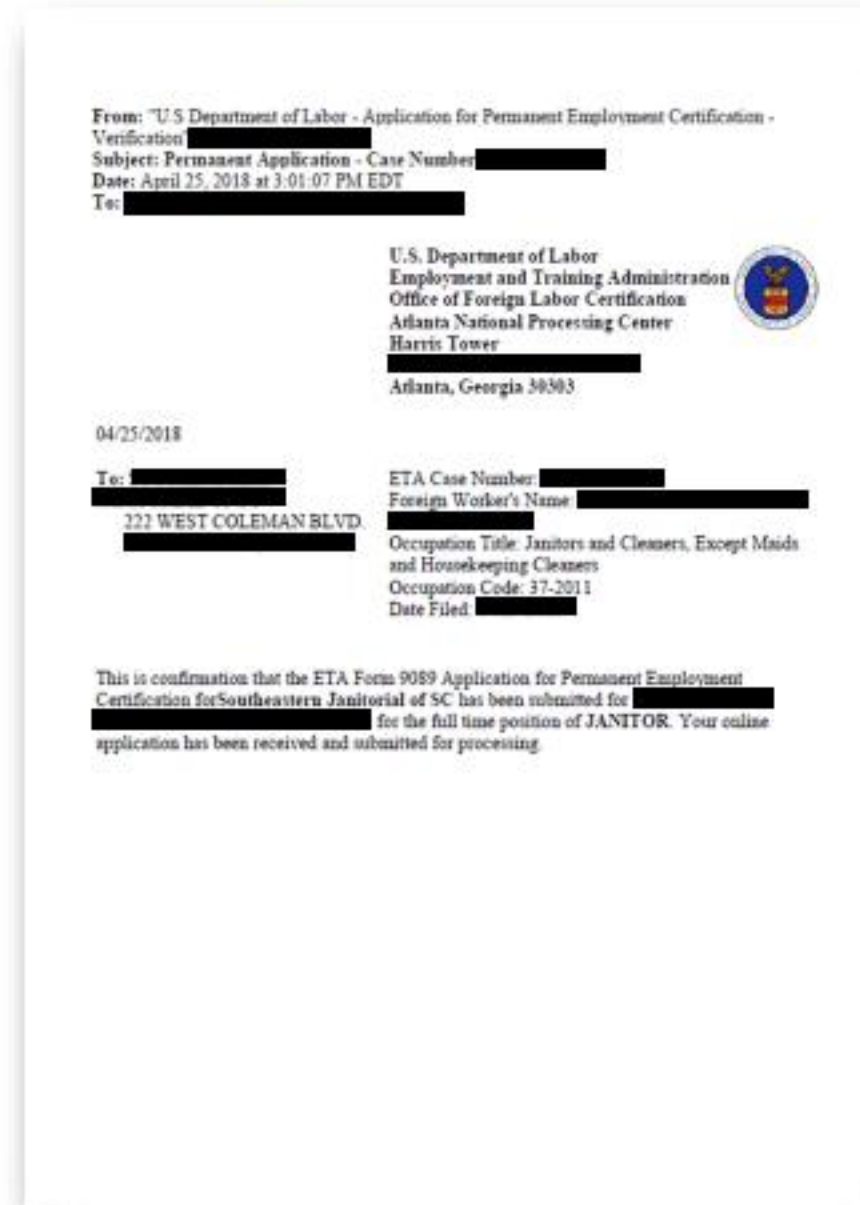 From: "U.S Department of Labor - Application for Permanent Employment Certification -
Verification"
Subject: Permanent Application - Case Number
Date: April 25, 2018 at 3:01:07 PM EDT
To:
U.S. Department of Labor
Employment and Training Administration
Office of Foreign Labor Certification
Atlanta National Processing Center
Harris Tower
Atlanta, Georgia 30303
04/25/2018
To:
222 WEST COLEMAN BLVD.
ETA Case Number:
Foreign Worker's Name:
Occupation Title: Janitors and Cleaners, Except Maids
and Housekeeping Cleaners
Occupation Code: 37-2011
Date Filed:
This is confirmation that the ETA Form 9089 Application for Permanent Employment
Certification forSoutheastern Janitorial of SC has been submitted for
for the full time position of JANITOR. Your online
application has been received and submitted for processing.